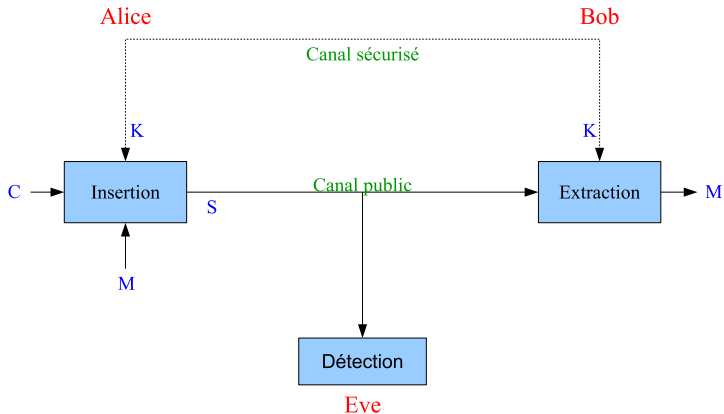 Alice
Bob
Canal sécurisé
K
K
C
Insertion
Canal public
Extraction
M
S
M
Détection
Eve